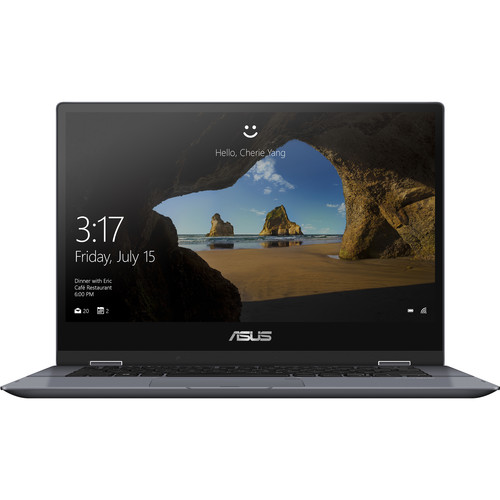 Hello, Cherie Yang
3:17
Friday, July 15
Dinner with Eric
Café Restaurant
6:00 PM
20
2
ASUS